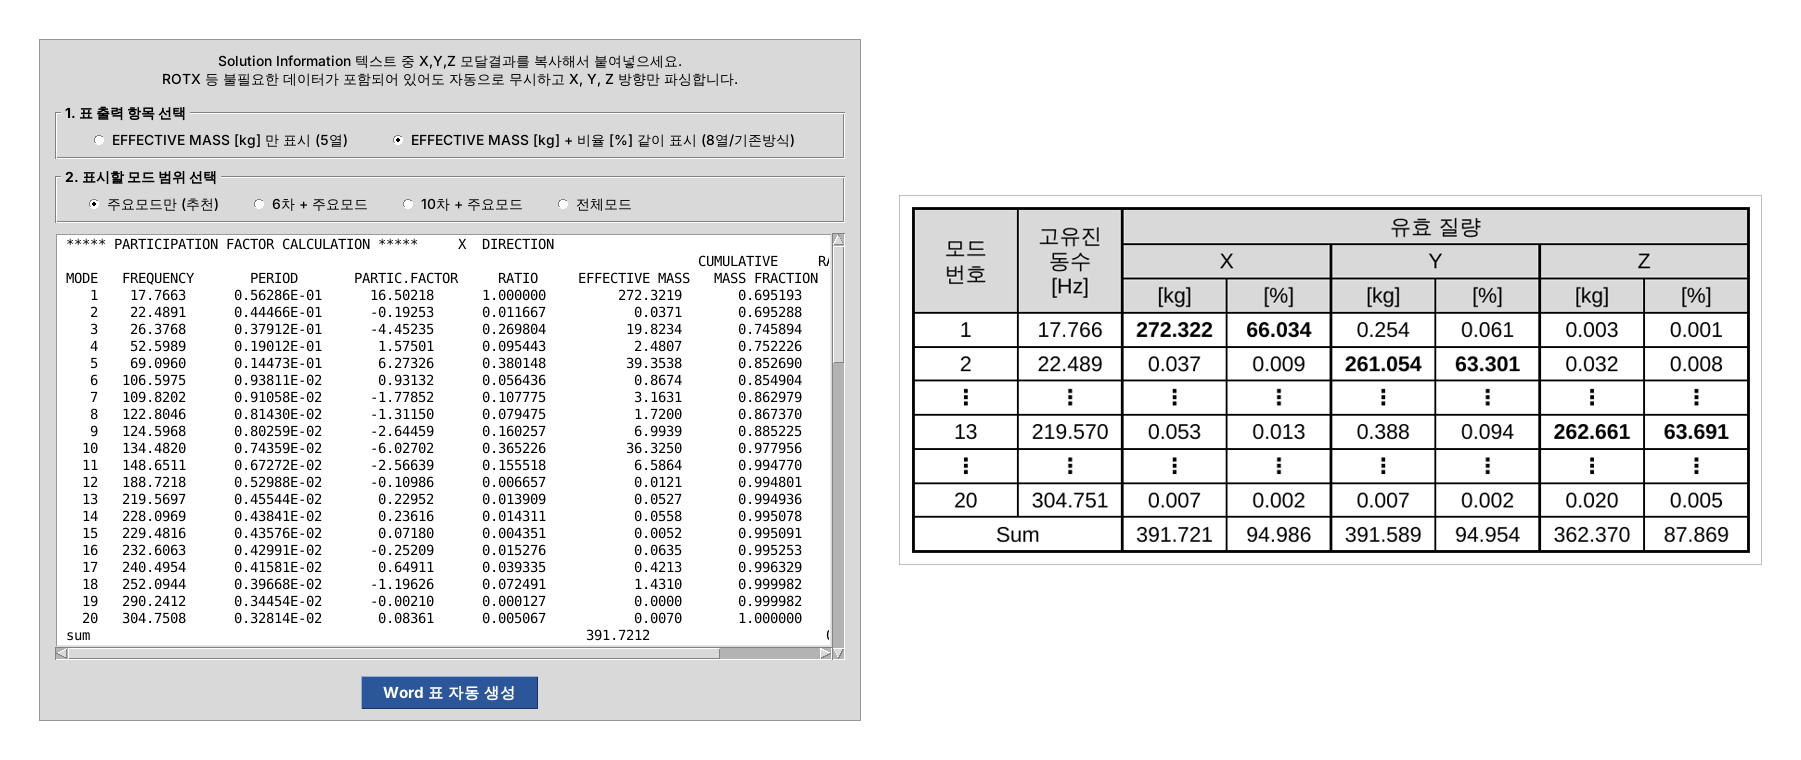 Solution Information 텍스트 중 X,Y,Z 모달결과를 복사해서 붙여넣으세요.
ROTX 등 불필요한 데이터가 포함되어 있어도 자동으로 무시하고 X, Y, Z 방향만 파싱합니다.
1. 표 출력 항목 선택
EFFECTIVE MASS [kg] 만 표시 (5열) EFFECTIVE MASS [kg] + 비율 [%] 같이 표시 (8열/기존방식)
2. 표시할 모드 범위 선택
주요모드만 (추천) 6차 + 주요모드 10차 + 주요모드 전체모드
***** PARTICIPATION FACTOR CALCULATION ***** X DIRECTION
CUMULATIVE
MODE FREQUENCY PERIOD PARTIC.FACTOR RATIO EFFECTIVE MASS MASS FRACTION
1 17.7663 0.56286E-01 16.50218 1.000000 272.3219 0.695193
2 22.4891 0.44466E-01 -0.19253 0.011667 0.0371 0.695288
3 26.3768 0.37912E-01 -4.45235 0.269804 19.8234 0.745894
4 52.5989 0.19012E-01 1.57501 0.095443 2.4807 0.752226
5 69.0960 0.14473E-01 6.27326 0.380148 39.3538 0.852690
6 106.5975 0.93811E-02 0.93132 0.056436 0.8674 0.854904
7 109.8202 0.91058E-02 -1.77852 0.107775 3.1631 0.862979
8 122.8046 0.81430E-02 -1.31150 0.079475 1.7200 0.867370
9 124.5968 0.80259E-02 -2.64459 0.160257 6.9939 0.885225
10 134.4820 0.74359E-02 -6.02702 0.365226 36.3250 0.977956
11 148.6511 0.67272E-02 -2.56639 0.155518 6.5864 0.994770
12 188.7218 0.52988E-02 -0.10986 0.006657 0.0121 0.994801
13 219.5697 0.45544E-02 0.22952 0.013909 0.0527 0.994936
14 228.0969 0.43841E-02 0.23616 0.014311 0.0558 0.995078
15 229.4816 0.43576E-02 0.07180 0.004351 0.0052 0.995091
16 232.6063 0.42991E-02 -0.25209 0.015276 0.0635 0.995253
17 240.4954 0.41581E-02 0.64911 0.039335 0.4213 0.996329
18 252.0944 0.39668E-02 -1.19626 0.072491 1.4310 0.999982
19 290.2412 0.34454E-02 -0.00210 0.000127 0.0000 0.999982
20 304.7508 0.32814E-02 0.08361 0.005067 0.0070 1.000000
sum 391.7212
Word 표 자동 생성
모드
번호
고유진
동수
[Hz]
유효 질량
X Y Z
[kg] [%] [kg] [%] [kg] [%]
1 17.766 272.322 66.034 0.254 0.061 0.003 0.001
2 22.489 0.037 0.009 261.054 63.301 0.032 0.008
⋮ ⋮ ⋮ ⋮ ⋮ ⋮ ⋮ ⋮
13 219.570 0.053 0.013 0.388 0.094 262.661 63.691
⋮ ⋮ ⋮ ⋮ ⋮ ⋮ ⋮ ⋮
20 304.751 0.007 0.002 0.007 0.002 0.020 0.005
Sum 391.721 94.986 391.589 94.954 362.370 87.869